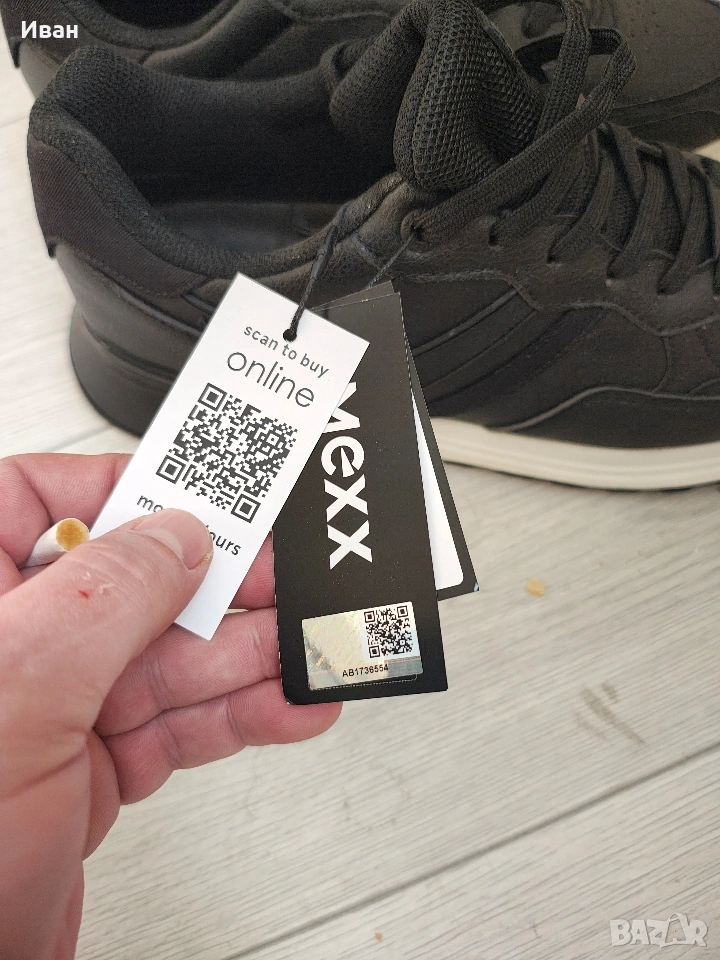 Иван
scan to buy
online
mexx
AB1736554
BAZAR